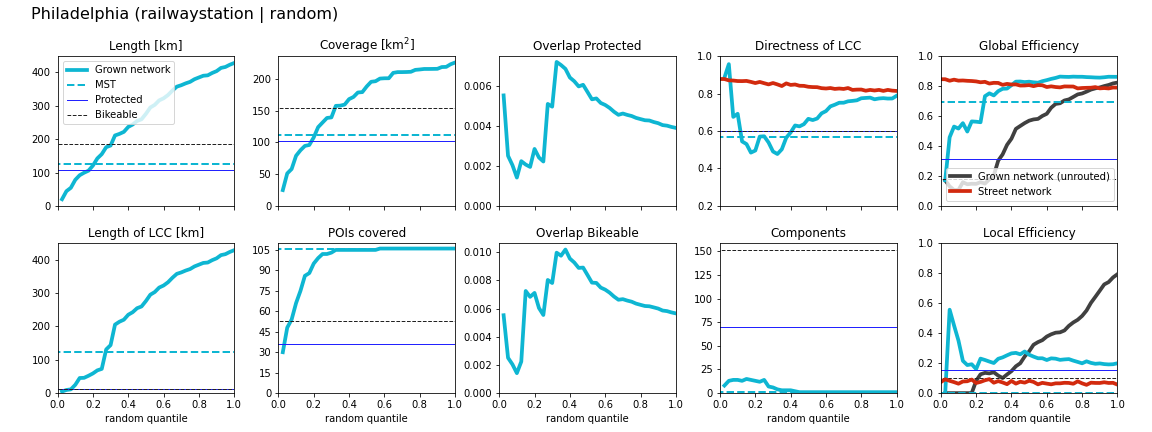 Philadelphia (railwaystation | random)
Length [km]
Coverage [km²]
Overlap Protected
Directness of LCC
Global Efficiency
400
300
200
100
0
Grown network
MST
Protected
Bikeable
200
150
100
50
0
0.006
0.004
0.002
0.000
1.0
0.8
0.6
0.4
0.2
1.0
0.8
0.6
0.4
0.2
0.0
Grown network (unrouted)
Street network
Length of LCC [km]
POIs covered
Overlap Bikeable
Components
Local Efficiency
400
300
200
100
0
0.0 0.2 0.4 0.6 0.8 1.0
random quantile
105
90
75
60
45
30
15
0
0.0 0.2 0.4 0.6 0.8 1.0
random quantile
0.010
0.008
0.006
0.004
0.002
0.000
0.0 0.2 0.4 0.6 0.8 1.0
random quantile
150
125
100
75
50
25
0
0.0 0.2 0.4 0.6 0.8 1.0
random quantile
1.0
0.8
0.6
0.4
0.2
0.0
0.0 0.2 0.4 0.6 0.8 1.0
random quantile